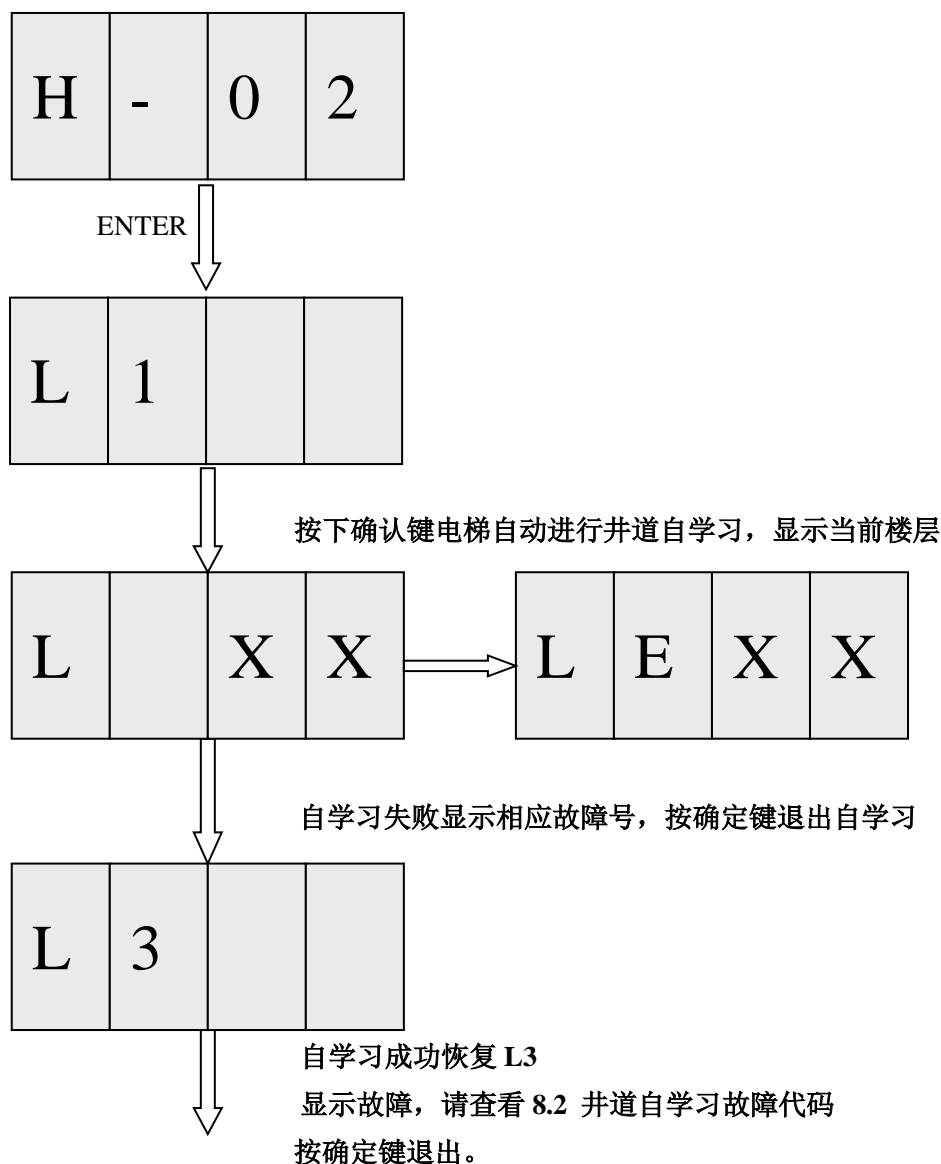 H - 0 2
ENTER
L 1
按下确认键电梯自动进行井道自学习，显示当前楼层
L X X
L E X X
自学习失败显示相应故障号，按确定键退出自学习
L 3
自学习成功恢复 L3
显示故障，请查看 8.2 井道自学习故障代码
按确定键退出。